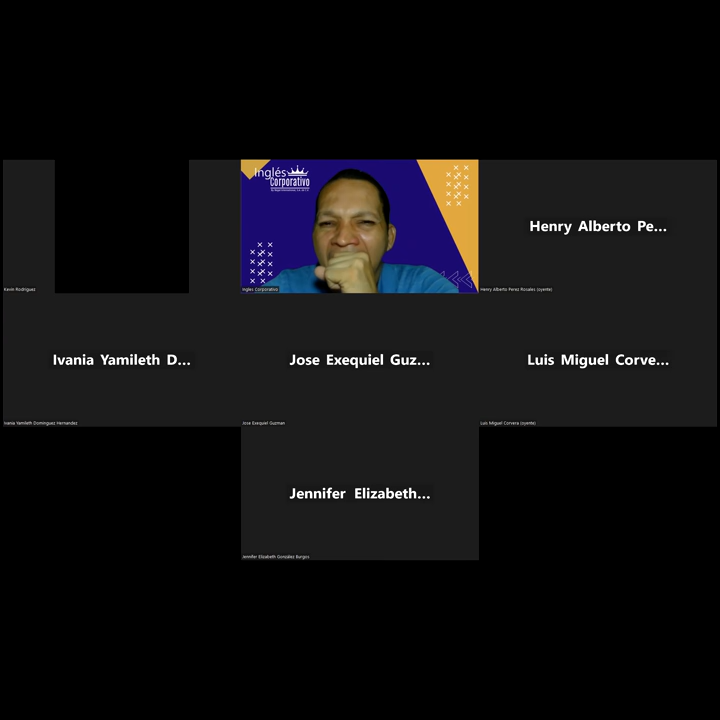 Inglés
Corporativo
Henry Alberto Pe...
Kevin Rodriguez
Ingles Corporativo
Henry Alberto Perez Rosales (oyente)
Ivania Yamileth D...
Jose Exequiel Guz...
Luis Miguel Corve...
Ivania Yamileth Dominguez Hernandez
Jose Exequiel Guzman
Luis Miguel Corvera (oyente)
Jennifer Elizabeth...
Jennifer Elizabeth González Burgos